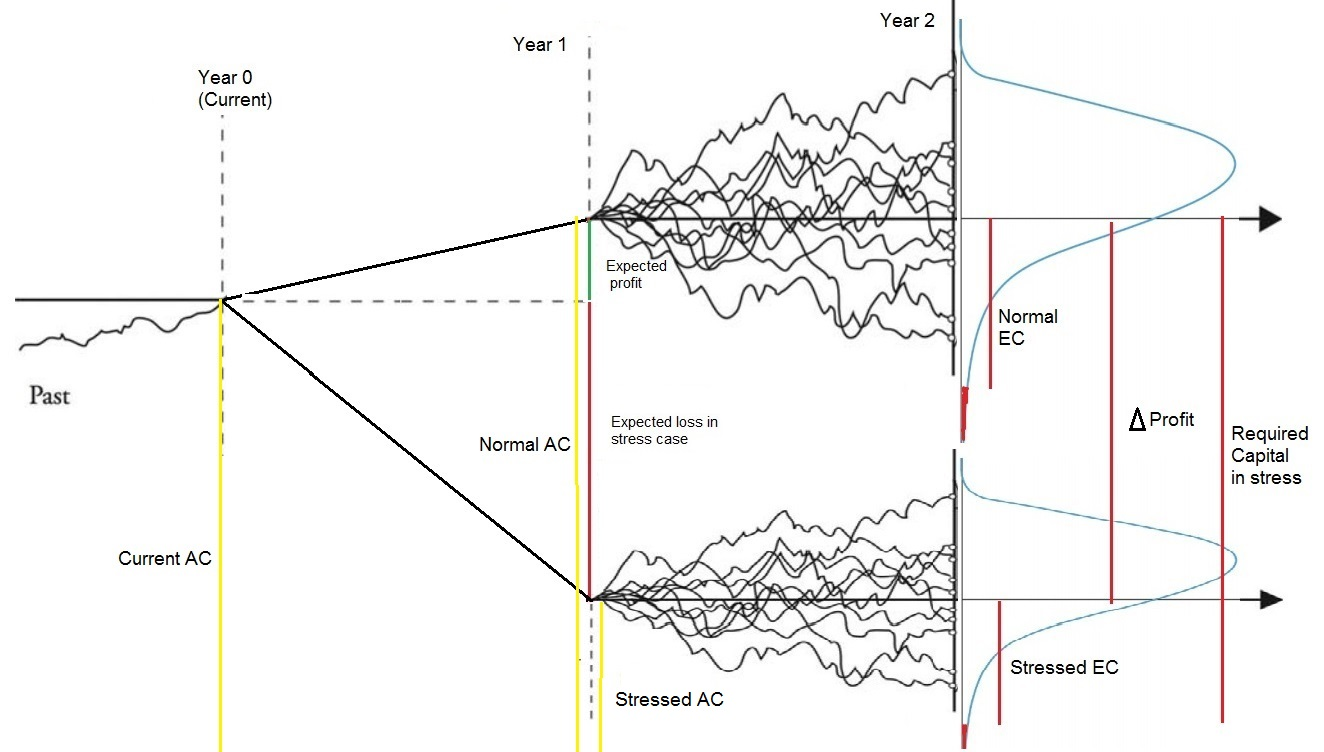 Year 2
Year 1
Year 0
(Current)
Expected
profit
Normal
EC
Past
Δ Profit
Expected loss in
stress case
Normal AC
Required
Capital
in stress
Current AC
Stressed EC
Stressed AC